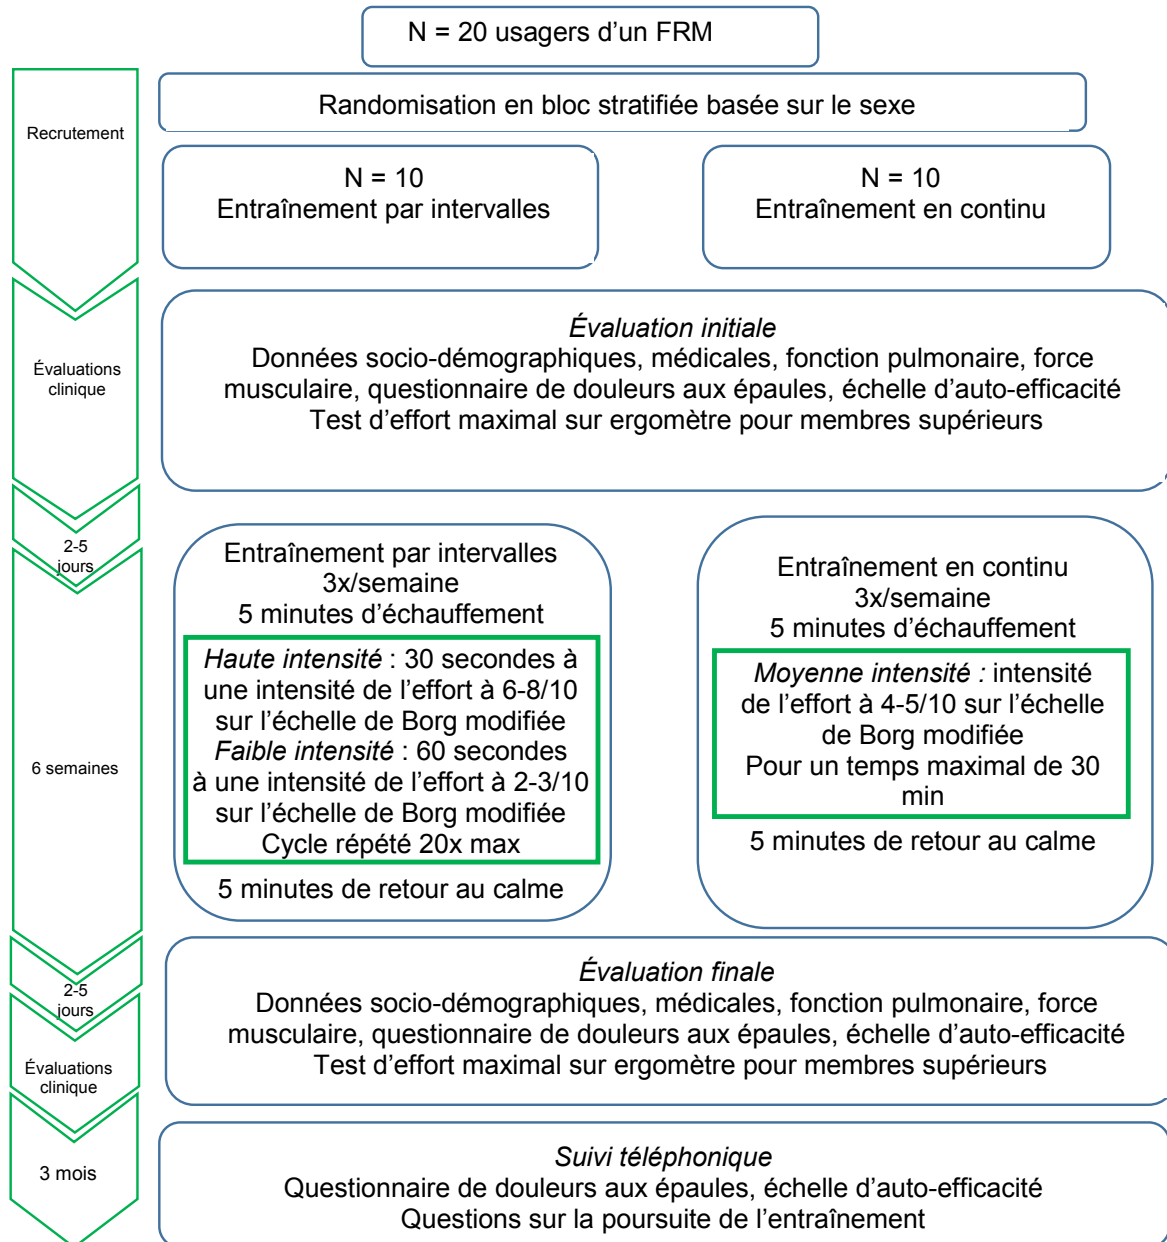 N = 20 usagers d’un FRM
Randomisation en bloc stratifiée basée sur le sexe
Recrutement
N = 10
Entraînement par intervalles
N = 10
Entraînement en continu
Évaluations
clinique
Évaluation initiale
Données socio-démographiques, médicales, fonction pulmonaire, force
musculaire, questionnaire de douleurs aux épaules, échelle d’auto-efficacité
Test d’effort maximal sur ergomètre pour membres supérieurs
2-5
jours
6 semaines
Entraînement par intervalles
3x/semaine
5 minutes d’échauffement
Haute intensité : 30 secondes à
une intensité de l’effort à 6-8/10
sur l’échelle de Borg modifiée
Faible intensité : 60 secondes
à une intensité de l’effort à 2-3/10
sur l’échelle de Borg modifiée
Cycle répété 20x max
5 minutes de retour au calme
Entraînement en continu
3x/semaine
5 minutes d’échauffement
Moyenne intensité : intensité
de l’effort à 4-5/10 sur l’échelle
de Borg modifiée
Pour un temps maximal de 30
min
5 minutes de retour au calme
2-5
jours
Évaluations
clinique
Évaluation finale
Données socio-démographiques, médicales, fonction pulmonaire, force
musculaire, questionnaire de douleurs aux épaules, échelle d’auto-efficacité
Test d’effort maximal sur ergomètre pour membres supérieurs
3 mois
Suivi téléphonique
Questionnaire de douleurs aux épaules, échelle d’auto-efficacité
Questions sur la poursuite de l’entraînement